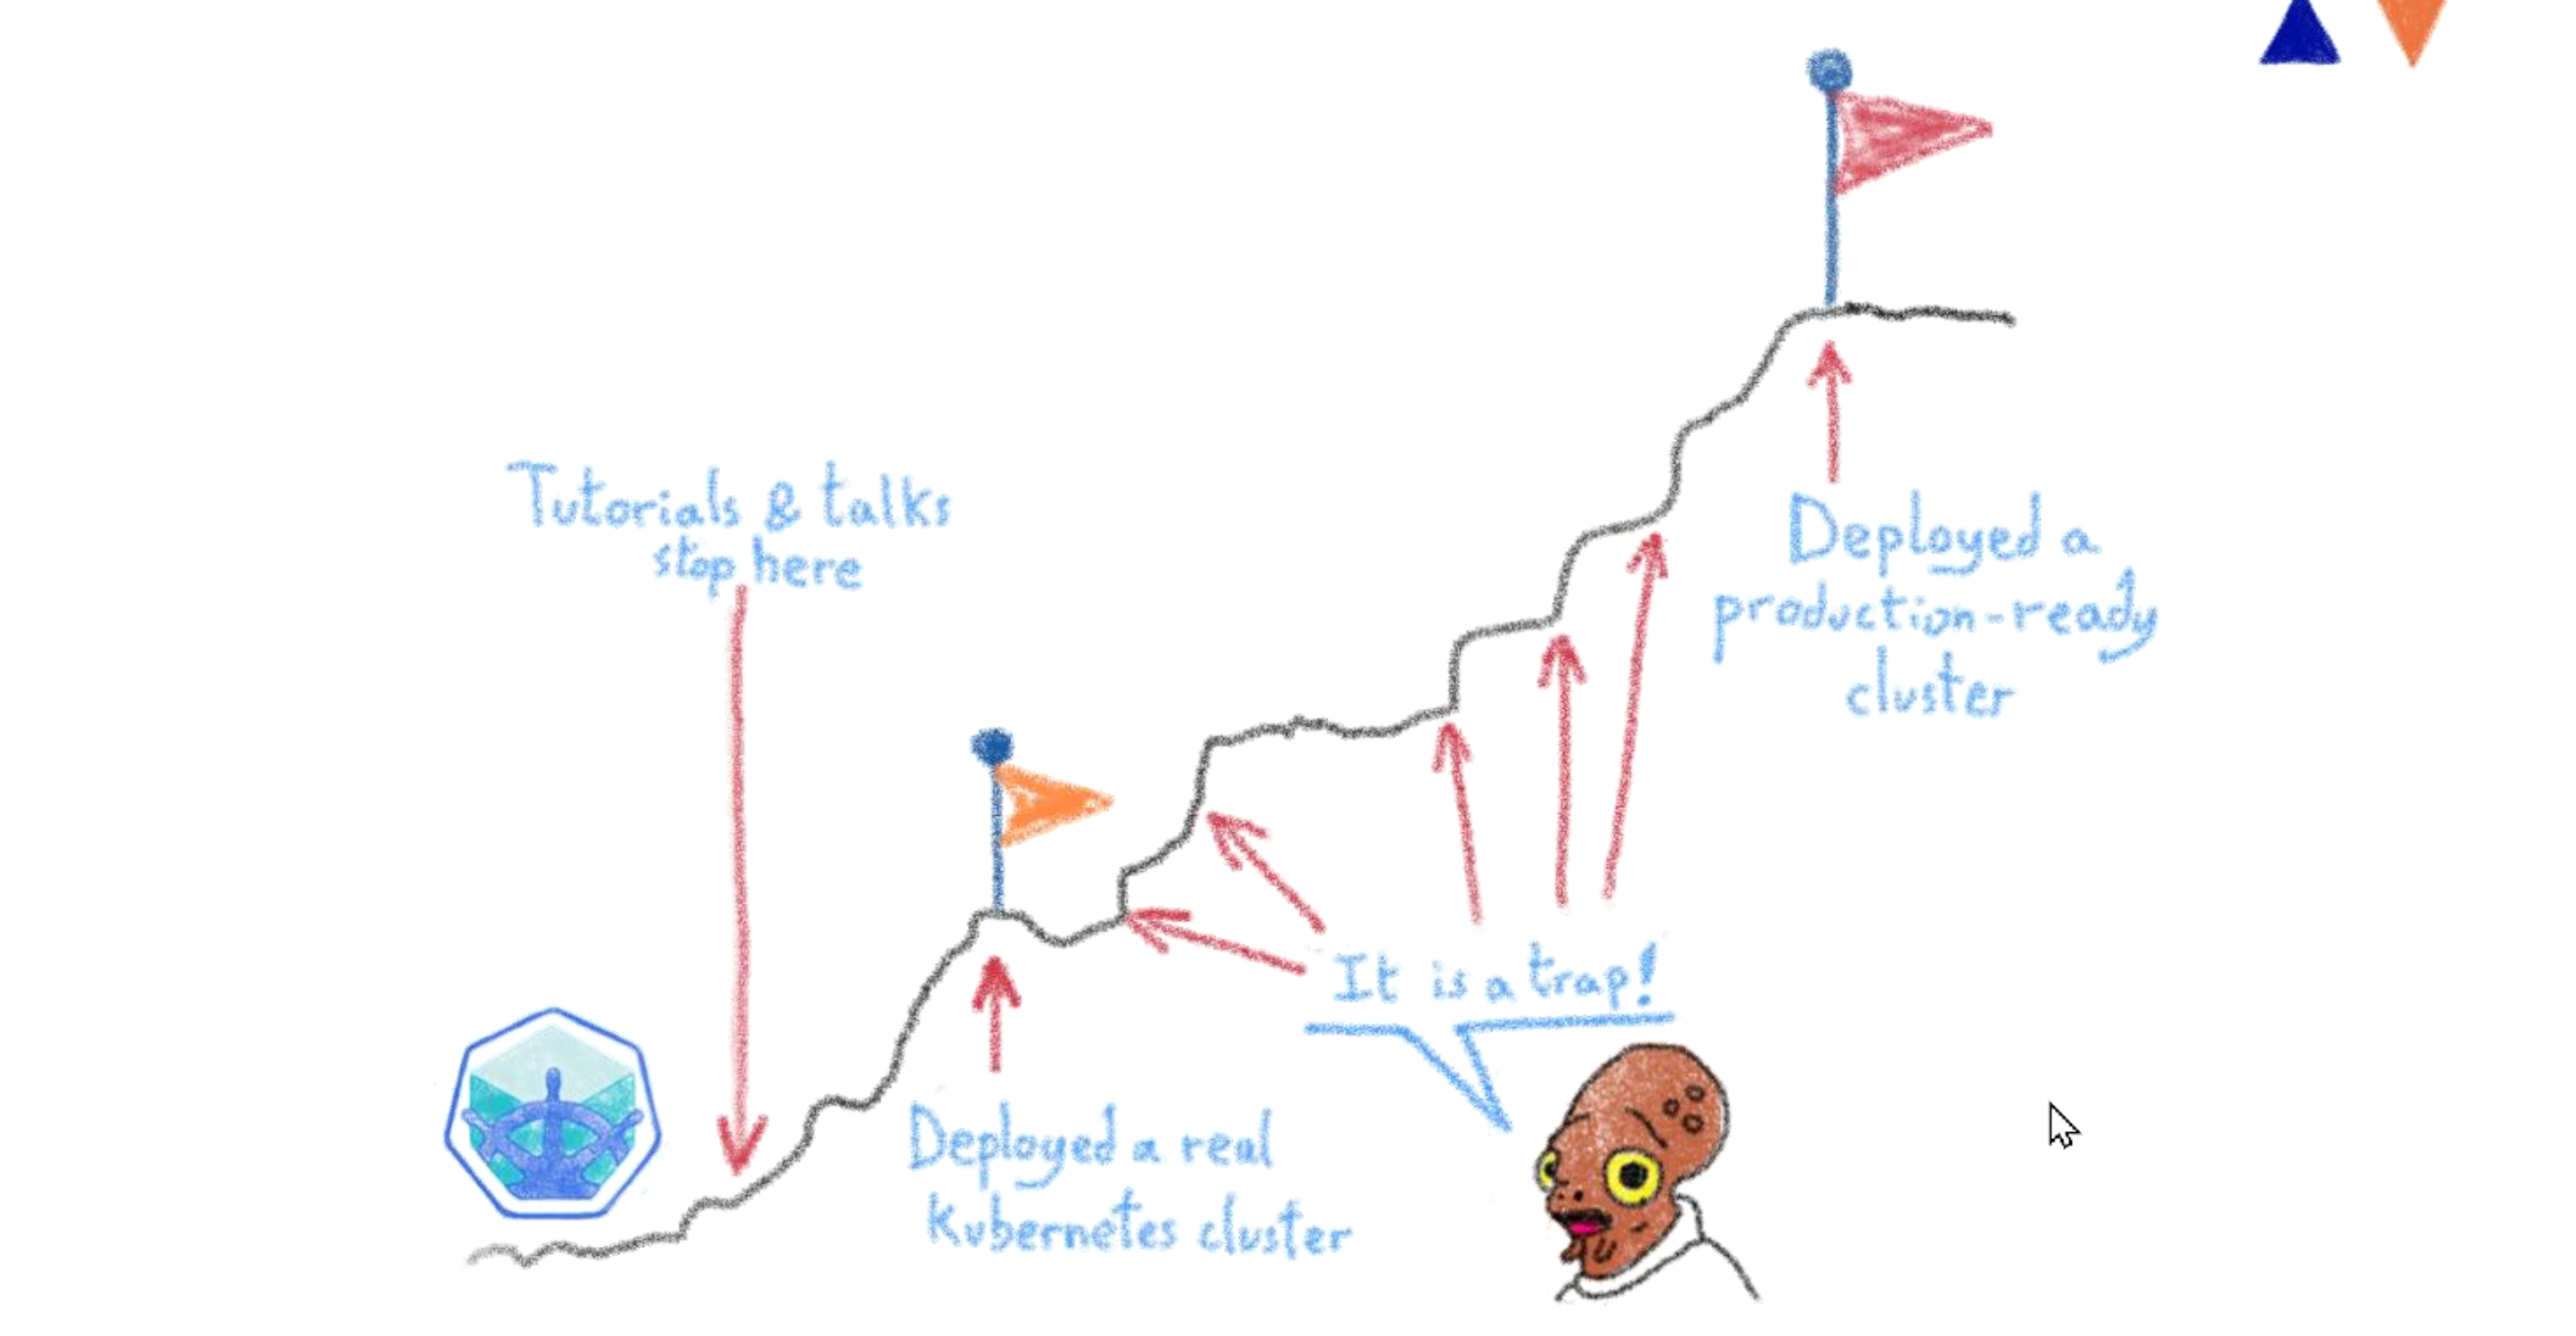 Tutorials & talks
stop here
Deployed a
production-ready
cluster
It is a trap!
Deployed a real
Kubernetes cluster